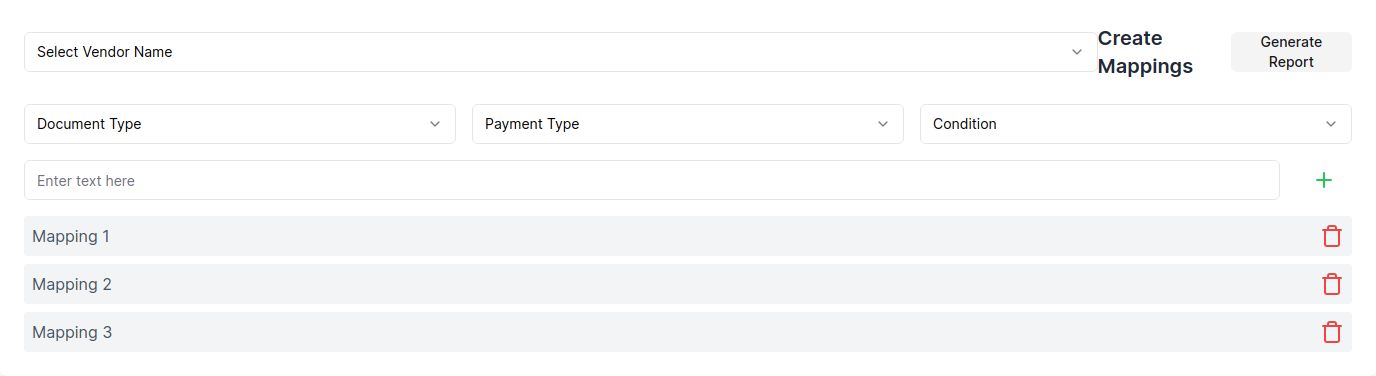 Select Vendor Name
Create
Mappings
Generate
Report
Document Type
Payment Type
Condition
Enter text here
Mapping 1
Mapping 2
Mapping 3